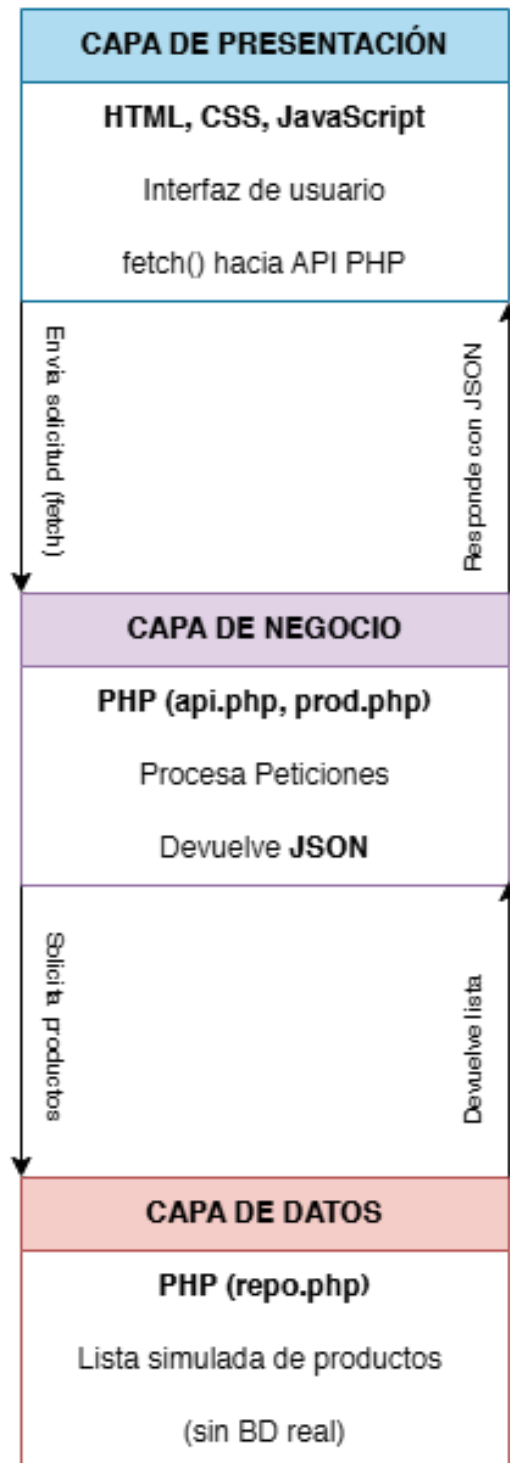 CAPA DE PRESENTACIÓN
HTML, CSS, JavaScript
Interfaz de usuario
fetch() hacia API PHP
Envia solicitud (fetch)
Responde con JSON
CAPA DE NEGOCIO
PHP (api.php, prod.php)
Procesa Peticiones
Devuelve JSON
Solicita productos
Devuelve lista
CAPA DE DATOS
PHP (repo.php)
Lista simulada de productos
(sin BD real)